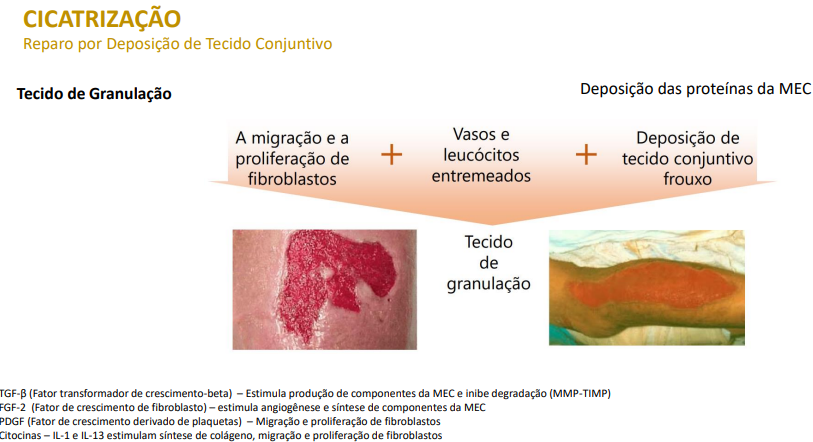 CICATRIZAÇÃO
Reparo por Deposição de Tecido Conjuntivo
Tecido de Granulação
Deposição das proteínas da MEC
A migração e a
proliferação de
fibroblastos
+
Vasos e
leucócitos
entremeados
+
Deposição de
tecido conjuntivo
frouxo
Tecido
de
granulação
TGF-β (Fator transformador de crescimento-beta) – Estimula produção de componentes da MEC e inibe degradação (MMP-TIMP)
FGF-2 (Fator de crescimento de fibroblasto) – estimula angiogênese e síntese de componentes da MEC
PDGF (Fator de crescimento derivado de plaquetas) – Migração e proliferação de fibroblastos
Citocinas – IL-1 e IL-13 estimulam síntese de colágeno, migração e proliferação de fibroblastos